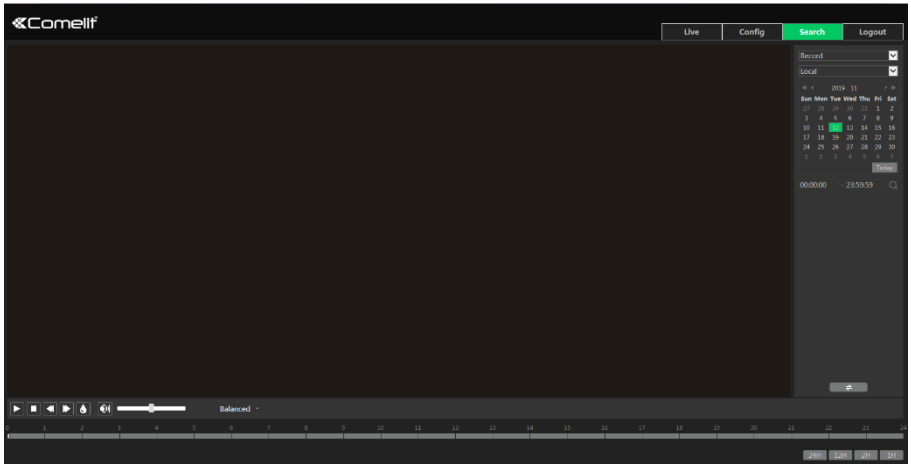 Comelit
Live Config Search Logout
Record
Local
2019 11
Sun Mon Tue Wed Thu Fri Sat
27 28 29 30 31 1 2
3 4 5 6 7 8 9
10 11 12 13 14 15 16
17 18 19 20 21 22 23
24 25 26 27 28 29 30
1 2 3 4 5 6 7
Today
00:00:00 - 23:59:59
Balanced
0 1 2 3 4 5 6 7 8 9 10 11 12 13 14 15 16 17 18 19 20 21 22 23 24
24H 12H 2H 1H